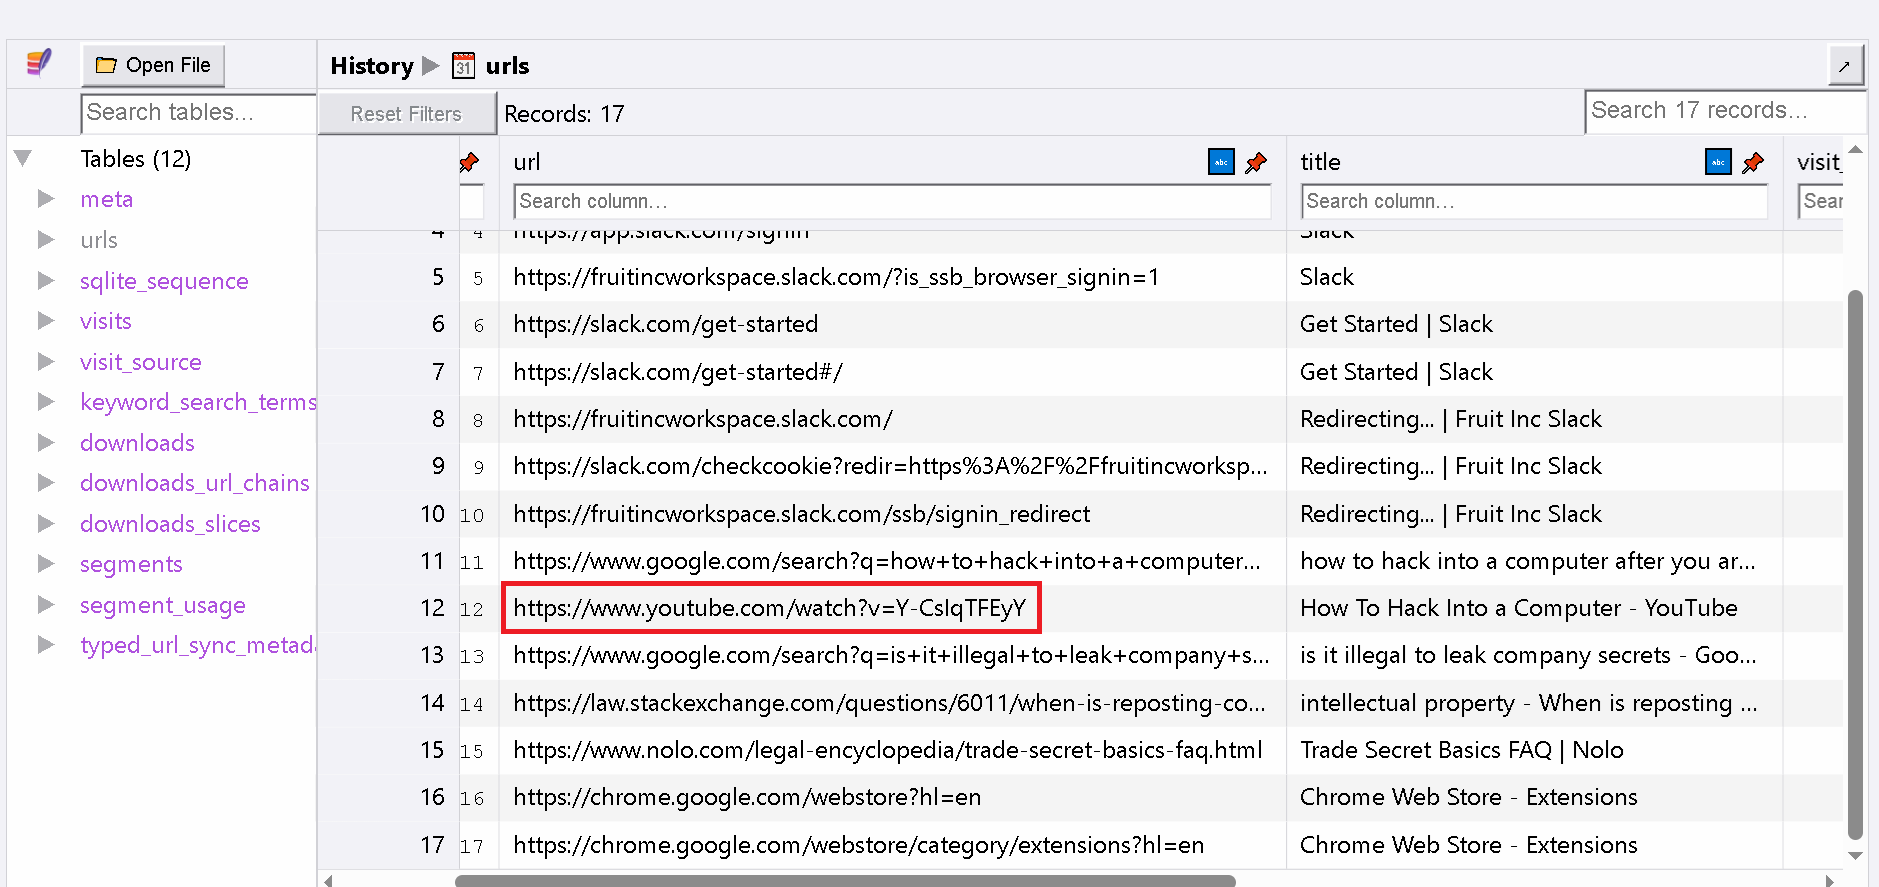 Open File
History urls
Search tables...
Reset Filters
Records: 17
Search 17 records...
Tables (12)
meta
urls
sqlite_sequence
visits
visit_source
keyword_search_terms
downloads
downloads_url_chains
downloads_slices
segments
segment_usage
typed_url_sync_metad
url abc title abc visit_
Search column... Search column... Sear
4 4 https://app.slack.com/signin Slack
5 5 https://fruitincworkspace.slack.com/?is_ssb_browser_signin=1 Slack
6 6 https://slack.com/get-started Get Started | Slack
7 7 https://slack.com/get-started#/ Get Started | Slack
8 8 https://fruitincworkspace.slack.com/ Redirecting... | Fruit Inc Slack
9 9 https://slack.com/checkcookie?redir=https%3A%2F%2Ffruitincworksp... Redirecting... | Fruit Inc Slack
10 10 https://fruitincworkspace.slack.com/ssb/signin_redirect Redirecting... | Fruit Inc Slack
11 11 https://www.google.com/search?q=how+to+hack+into+a+computer... how to hack into a computer after you ar...
12 12 https://www.youtube.com/watch?v=Y-CsIqTFEyY How To Hack Into a Computer - YouTube
13 13 https://www.google.com/search?q=is+it+illegal+to+leak+company+s... is it illegal to leak company secrets - Goo...
14 14 https://law.stackexchange.com/questions/6011/when-is-reposting-co... intellectual property - When is reposting ...
15 15 https://www.nolo.com/legal-encyclopedia/trade-secret-basics-faq.html Trade Secret Basics FAQ | Nolo
16 16 https://chrome.google.com/webstore?hl=en Chrome Web Store - Extensions
17 17 https://chrome.google.com/webstore/category/extensions?hl=en Chrome Web Store - Extensions